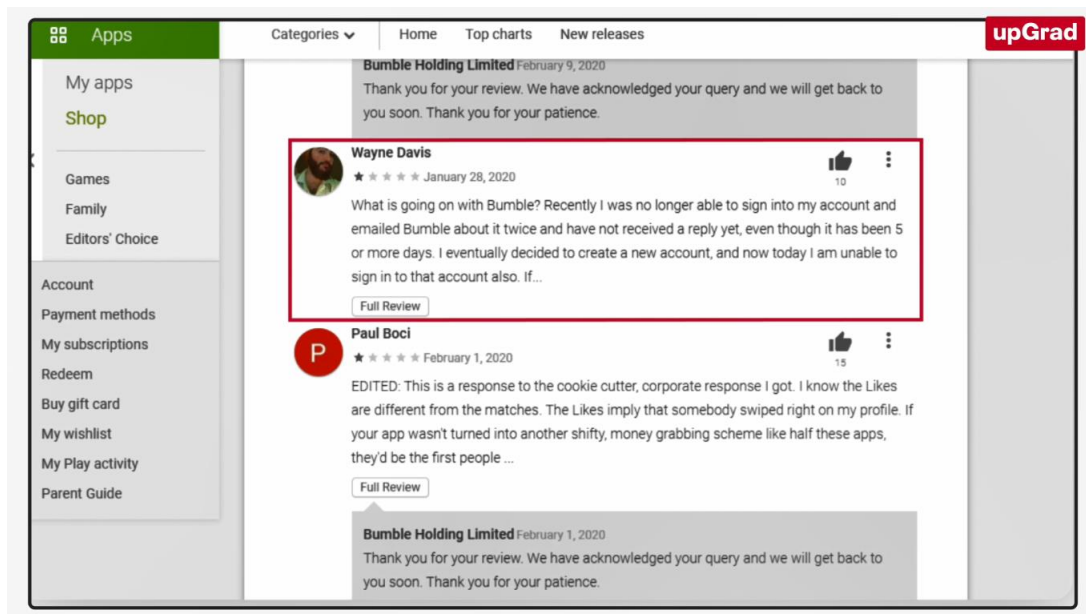 Apps
Categories
Home
Top charts
New releases
upGrad
My apps
Shop
Games
Family
Editors' Choice
Account
Payment methods
My subscriptions
Redeem
Buy gift card
My wishlist
My Play activity
Parent Guide
Bumble Holding Limited February 9, 2020
Thank you for your review. We have acknowledged your query and we will get back to
you soon. Thank you for your patience.
Wayne Davis
January 28, 2020
10
What is going on with Bumble? Recently I was no longer able to sign into my account and
emailed Bumble about it twice and have not received a reply yet, even though it has been 5
or more days. I eventually decided to create a new account, and now today I am unable to
sign in to that account also. If...
Full Review
P
Paul Boci
February 1, 2020
15
EDITED: This is a response to the cookie cutter, corporate response I got. I know the Likes
are different from the matches. The Likes imply that somebody swiped right on my profile. If
your app wasn't turned into another shifty, money grabbing scheme like half these apps,
they'd be the first people ...
Full Review
Bumble Holding Limited February 1, 2020
Thank you for your review. We have acknowledged your query and we will get back to
you soon. Thank you for your patience.